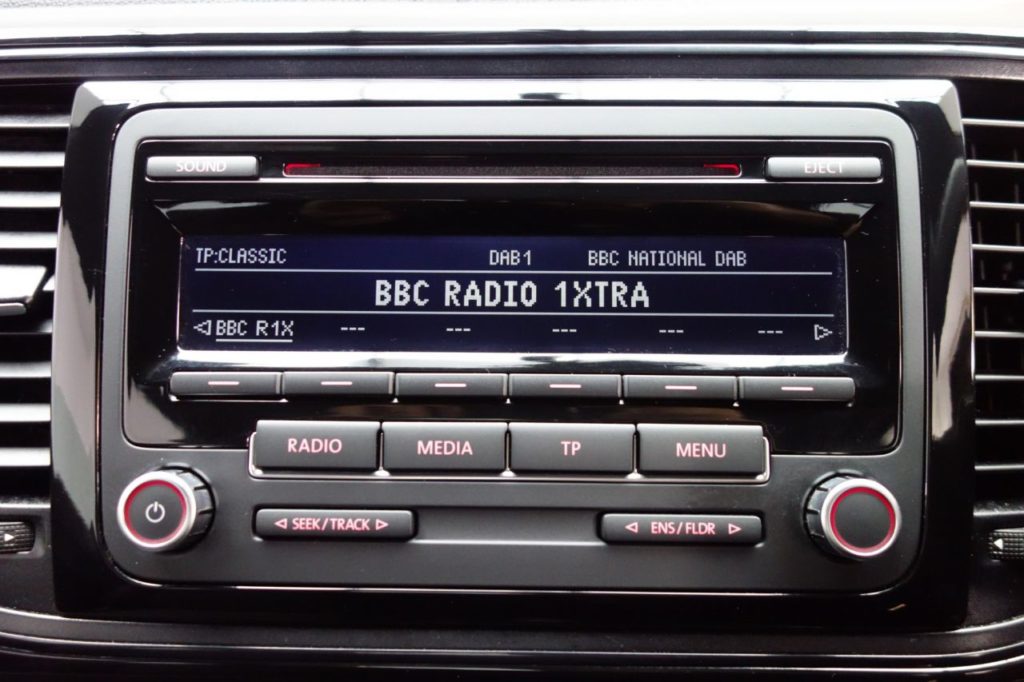 SOUND EJECT
TP:CLASSIC DAB1 BBC NATIONAL DAB
BBC RADIO 1XTRA
BBC R1X --- --- --- --- ---
RADIO MEDIA TP MENU
SEEK/TRACK ENS/FLDR